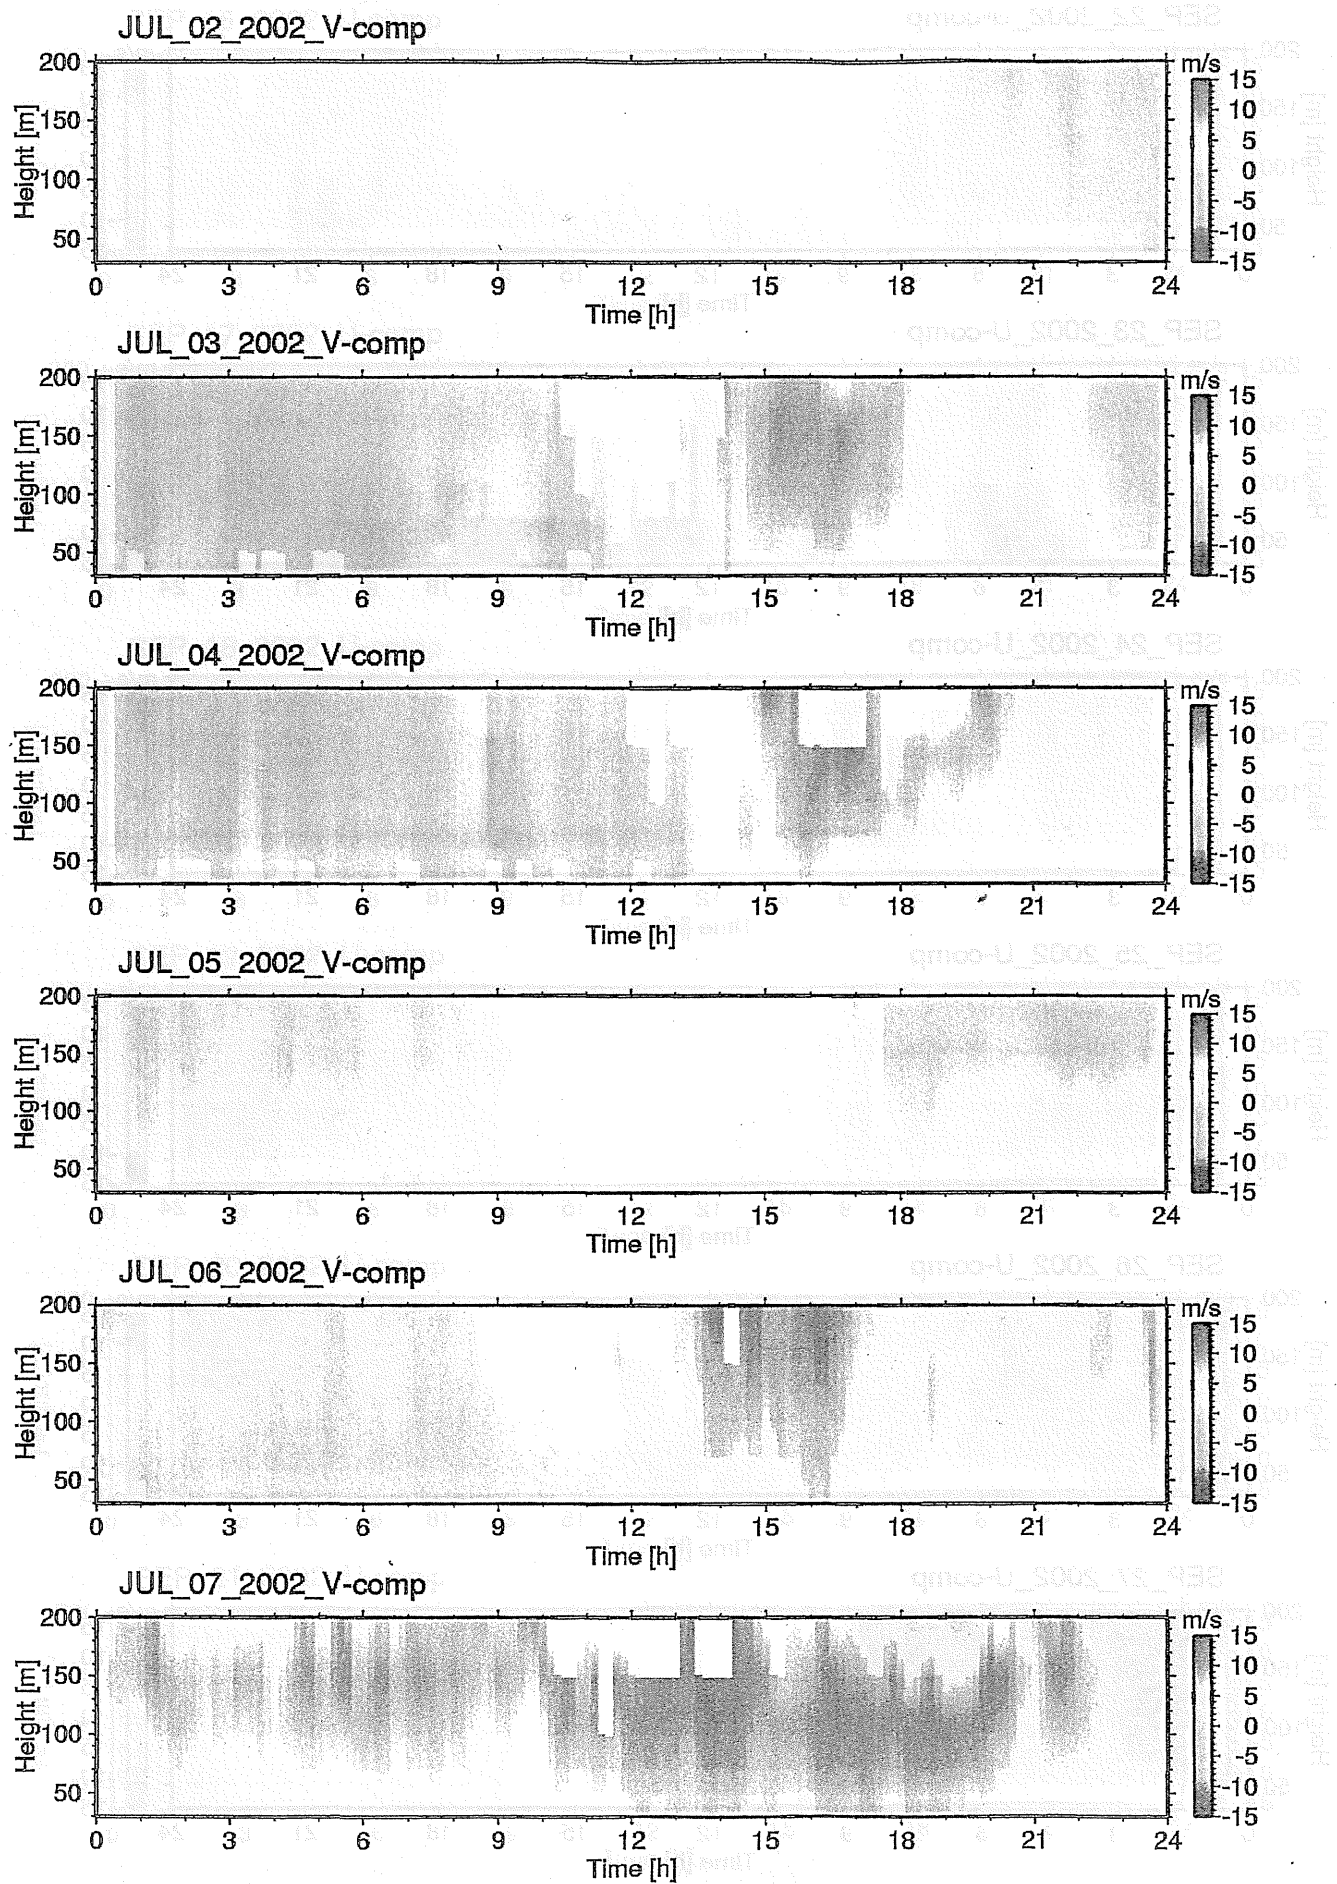 JUL_02_2002_V-comp
m/s
200
150
100
50
Height [m]
15
10
5
0
-5
-10
-15
0 3 6 9 12 15 18 21 24
Time [h]
JUL_03_2002_V-comp
m/s
200
150
100
50
Height [m]
15
10
5
0
-5
-10
-15
0 3 6 9 12 15 18 21 24
Time [h]
JUL_04_2002_V-comp
m/s
200
150
100
50
Height [m]
15
10
5
0
-5
-10
-15
0 3 6 9 12 15 18 21 24
Time [h]
JUL_05_2002_V-comp
m/s
200
150
100
50
Height [m]
15
10
5
0
-5
-10
-15
0 3 6 9 12 15 18 21 24
Time [h]
JUL_06_2002_V-comp
m/s
200
150
100
50
Height [m]
15
10
5
0
-5
-10
-15
0 3 6 9 12 15 18 21 24
Time [h]
JUL_07_2002_V-comp
m/s
200
150
100
50
Height [m]
15
10
5
0
-5
-10
-15
0 3 6 9 12 15 18 21 24
Time [h]